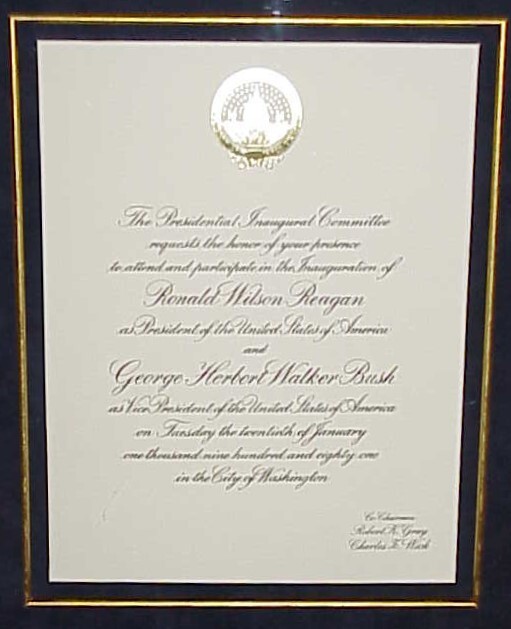 The Presidential Inaugural Committee
requests the honor of your presence
to attend and participate in the Inauguration of
Ronald Wilson Reagan
as President of the United States of America
and
George Herbert Walker Bush
as Vice President of the United States of America
on Tuesday the twentieth of January
one thousand nine hundred and eighty one
in the City of Washington
Co-Chairmen
Robert K. Gray
Charles Z. Wick